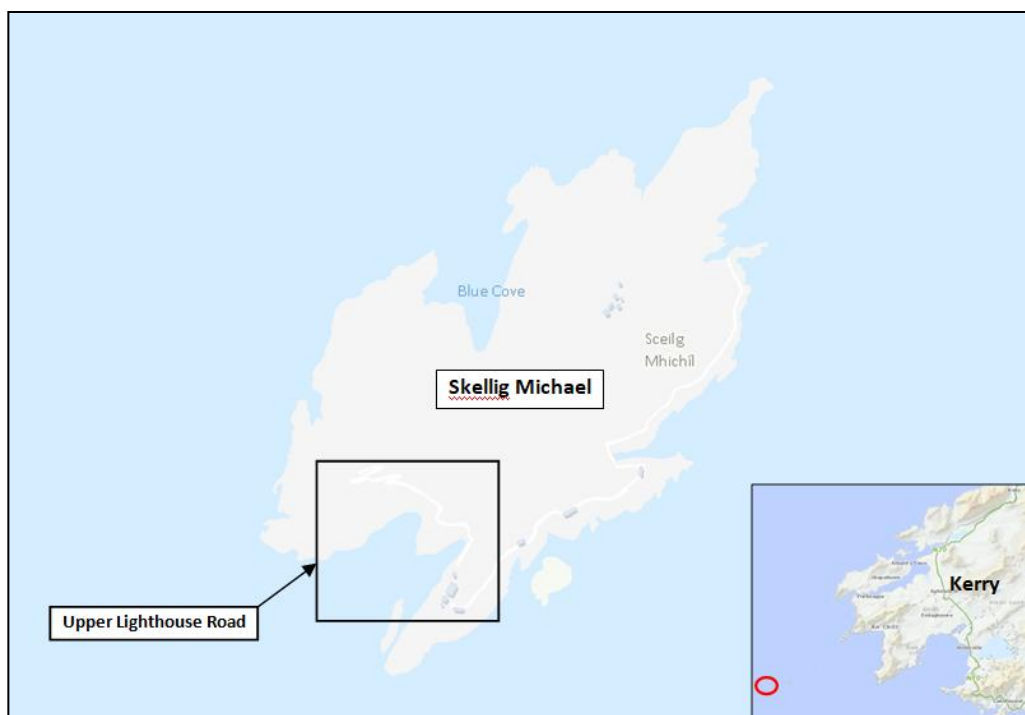 Blue Cove
Sceilg
Mhichíl
Skellig Michael
Upper Lighthouse Road
Kerry